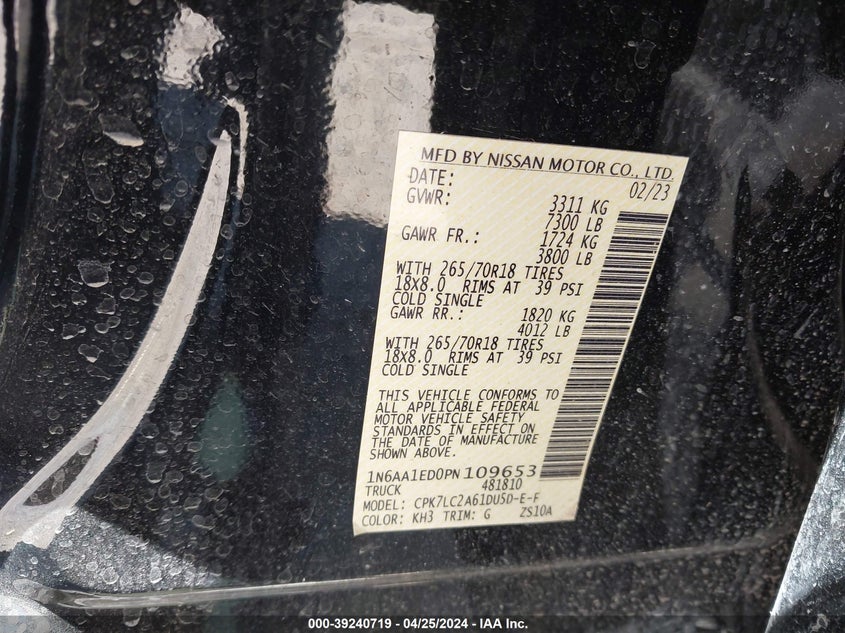 MFD BY NISSAN MOTOR CO., LTD.
DATE: 02/23
GVWR: 3311 KG
7300 LB
GAWR FR.: 1724 KG
3800 LB
WITH 265/70R18 TIRES
18X8.0 RIMS AT 39 PSI
COLD SINGLE
GAWR RR.: 1820 KG
4012 LB
WITH 265/70R18 TIRES
18X8.0 RIMS AT 39 PSI
COLD SINGLE
THIS VEHICLE CONFORMS TO
ALL APPLICABLE FEDERAL
MOTOR VEHICLE SAFETY
STANDARDS IN EFFECT ON
THE DATE OF MANUFACTURE
SHOWN ABOVE.
1N6AA1ED0PN109653
TRUCK 481810
MODEL: CPK7LC2A61DUSD-E-F
COLOR: KH3 TRIM: G ZS10A
000-39240719 - 04/25/2024 - IAA Inc.